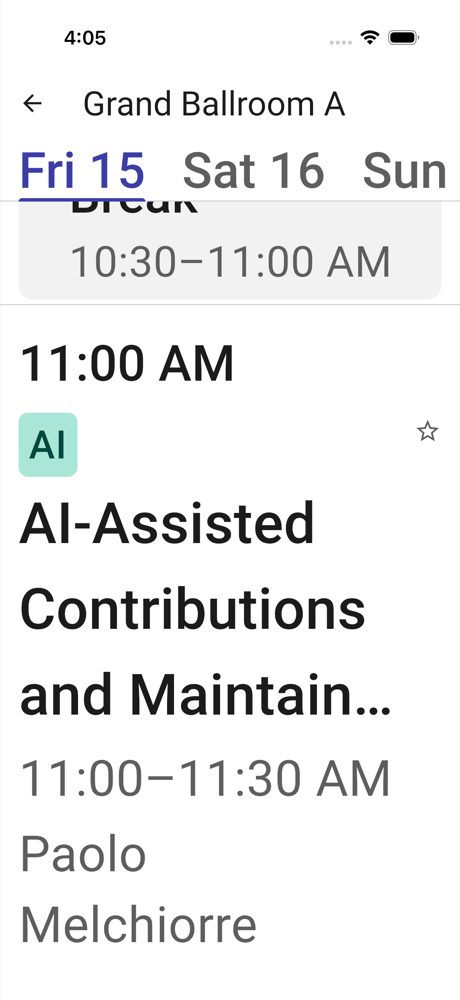 4:05
Grand Ballroom A
Fri 15 Sat 16 Sun
Break
10:30–11:00 AM
11:00 AM
AI
AI-Assisted
Contributions
and Maintain…
11:00–11:30 AM
Paolo
Melchiorre